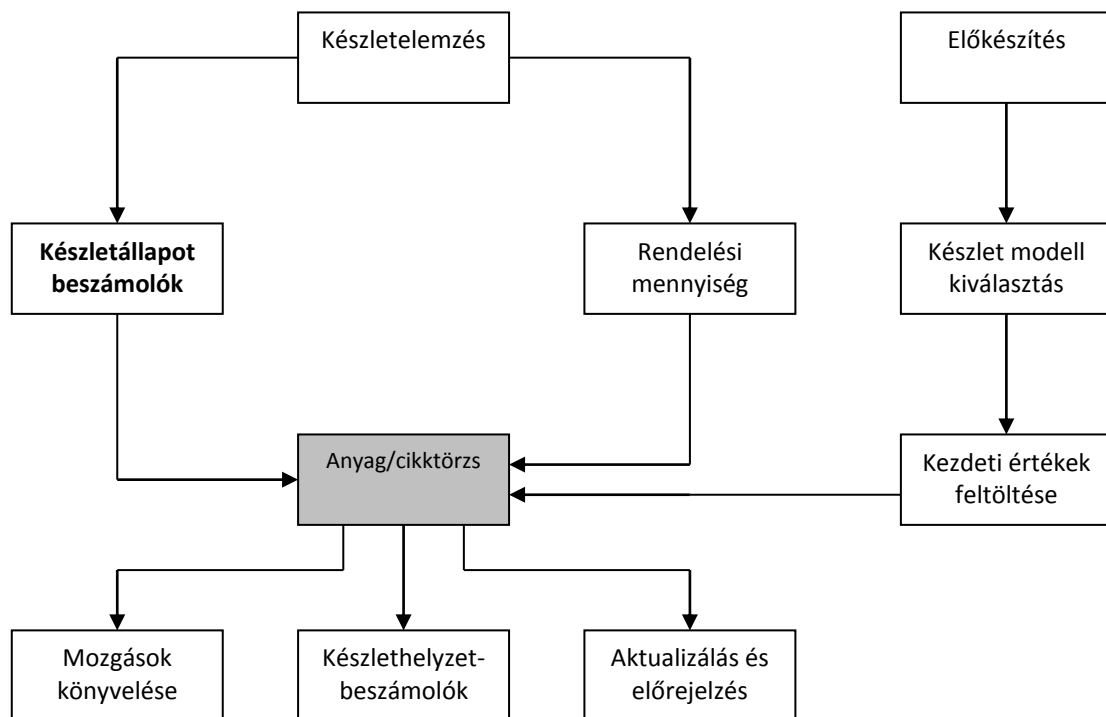 Készletelemzés
Előkészítés
Készletállapot
beszámolók
Rendelési
mennyiség
Készlet modell
kiválasztás
Anyag/cikktörzs
Kezdeti értékek
feltöltése
Mozgások
könyvelése
Készlethelyzet-
beszámolók
Aktualizálás és
előrejelzés